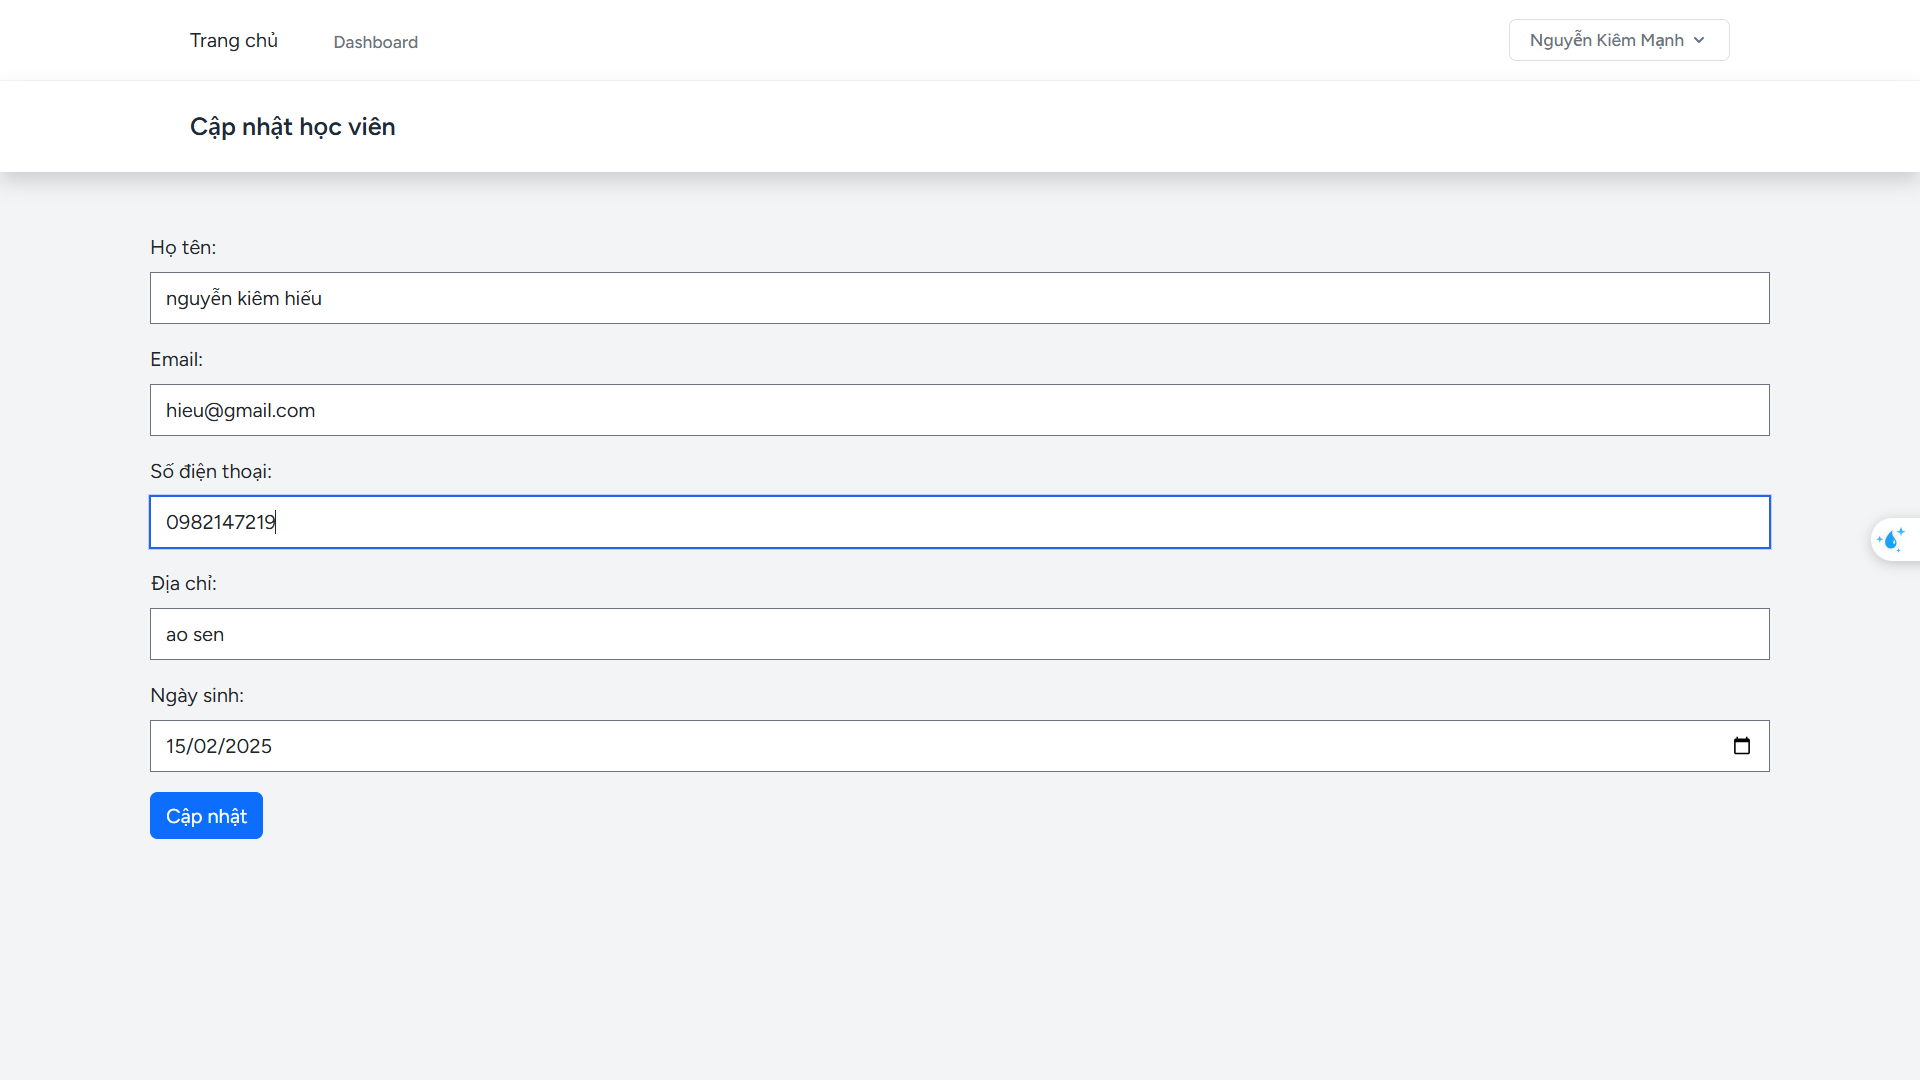 Trang chủ Dashboard Nguyễn Kiêm Mạnh
Cập nhật học viên
Họ tên:
nguyễn kiêm hiếu
Email:
hieu@gmail.com
Số điện thoại:
0982147219
Địa chỉ:
ao sen
Ngày sinh:
15/02/2025
Cập nhật